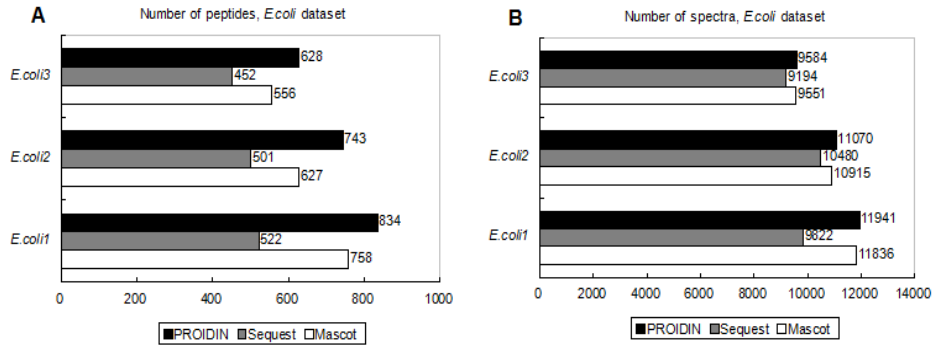 A
Number of peptides, E.coli dataset
E.coli3
628
452
556
E.coli2
743
501
627
E.coli1
834
522
758
0 200 400 600 800 1000
PROIDIN Sequest Mascot
B
Number of spectra, E.coli dataset
E.coli3
9584
9194
9551
E.coli2
11070
10480
10915
E.coli1
11941
9822
11836
0 2000 4000 6000 8000 10000 12000 14000
PROIDIN Sequest Mascot